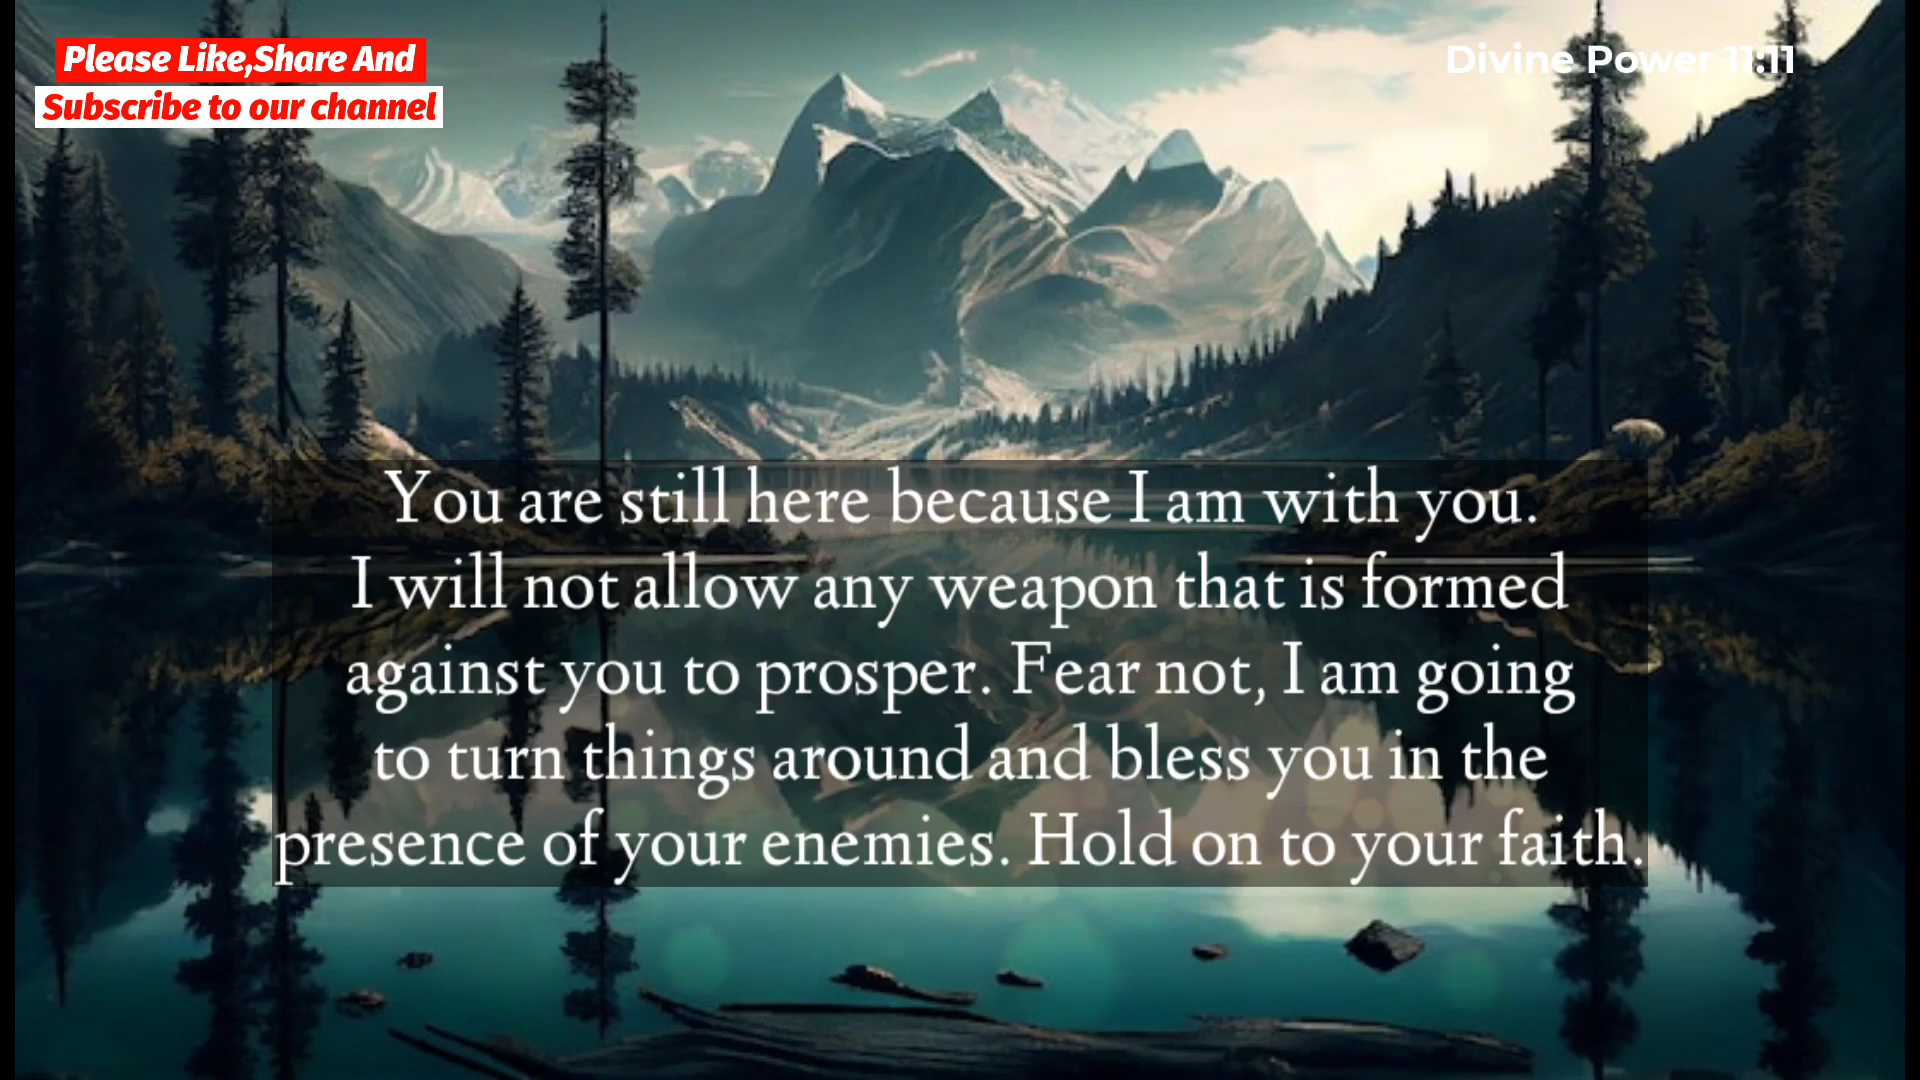 Please Like,Share And
Subscribe to our channel
Divine Power 11:11
You are still here because I am with you.
I will not allow any weapon that is formed
against you to prosper. Fear not, I am going
to turn things around and bless you in the
presence of your enemies. Hold on to your faith.